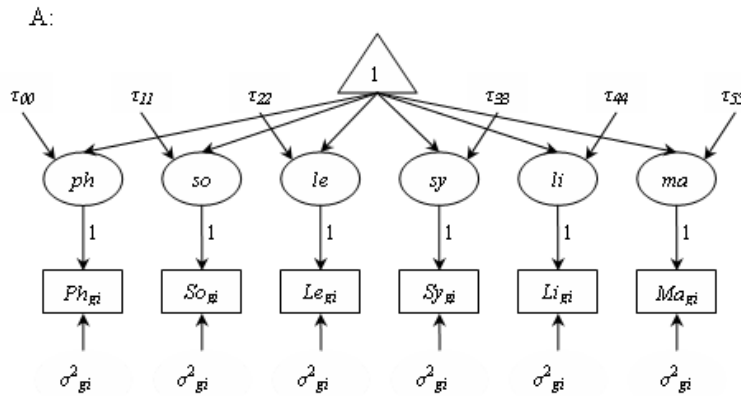 A:
1
τ00 τ11 τ22 τ33 τ44 τ55
ph so le sy li ma
1 1 1 1 1 1
Phgi Sogi Legi Sygi Ligi Magi
σ²gi σ²gi σ²gi σ²gi σ²gi σ²gi